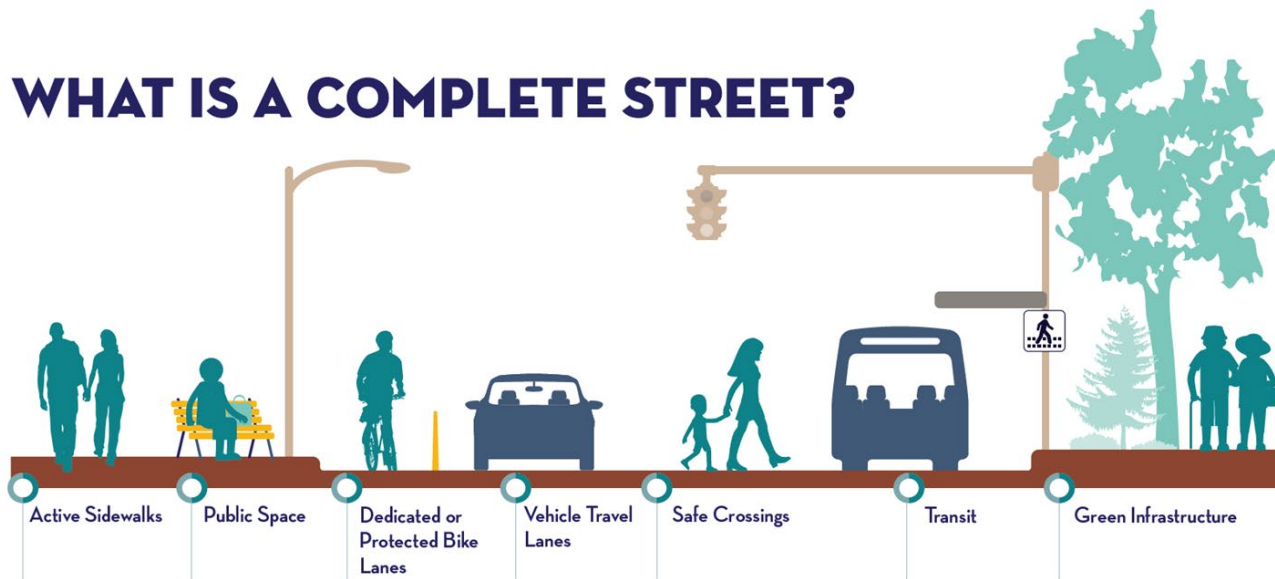 WHAT IS A COMPLETE STREET?
Active Sidewalks
Public Space
Dedicated or
Protected Bike
Lanes
Vehicle Travel
Lanes
Safe Crossings
Transit
Green Infrastructure